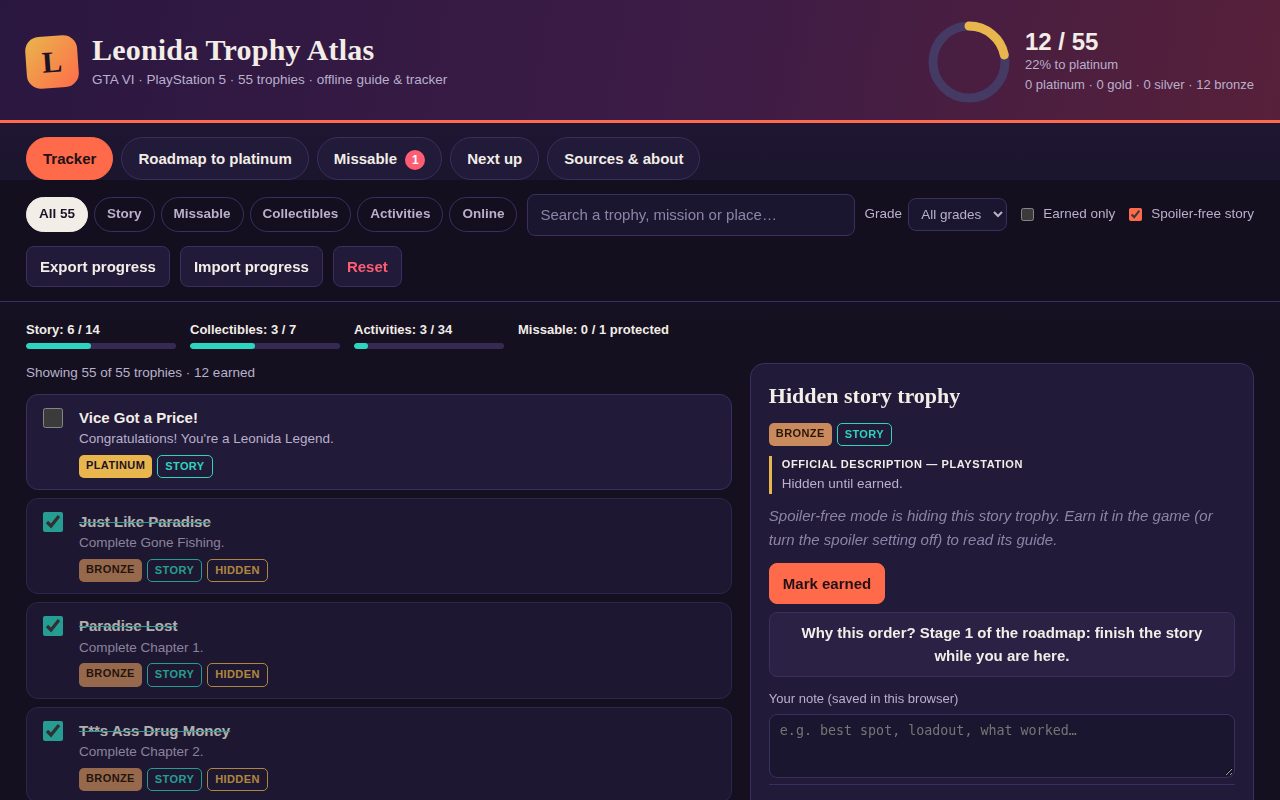 L
Leonida Trophy Atlas
GTA VI · PlayStation 5 · 55 trophies · offline guide & tracker
12 / 55
22% to platinum
0 platinum · 0 gold · 0 silver · 12 bronze
Tracker
Roadmap to platinum
Missable 1
Next up
Sources & about
All 55
Story
Missable
Collectibles
Activities
Online
Search a trophy, mission or place…
Grade
All grades
Earned only
Spoiler-free story
Export progress
Import progress
Reset
Story: 6 / 14
Collectibles: 3 / 7
Activities: 3 / 34
Missable: 0 / 1 protected
Showing 55 of 55 trophies · 12 earned
Vice Got a Price!
Congratulations! You're a Leonida Legend.
PLATINUM STORY
Just Like Paradise
Complete Gone Fishing.
BRONZE STORY HIDDEN
Paradise Lost
Complete Chapter 1.
BRONZE STORY HIDDEN
T**s Ass Drug Money
Complete Chapter 2.
BRONZE STORY HIDDEN
Hidden story trophy
BRONZE STORY
OFFICIAL DESCRIPTION — PLAYSTATION
Hidden until earned.
Spoiler-free mode is hiding this story trophy. Earn it in the game (or
turn the spoiler setting off) to read its guide.
Mark earned
Why this order? Stage 1 of the roadmap: finish the story
while you are here.
Your note (saved in this browser)
e.g. best spot, loadout, what worked…